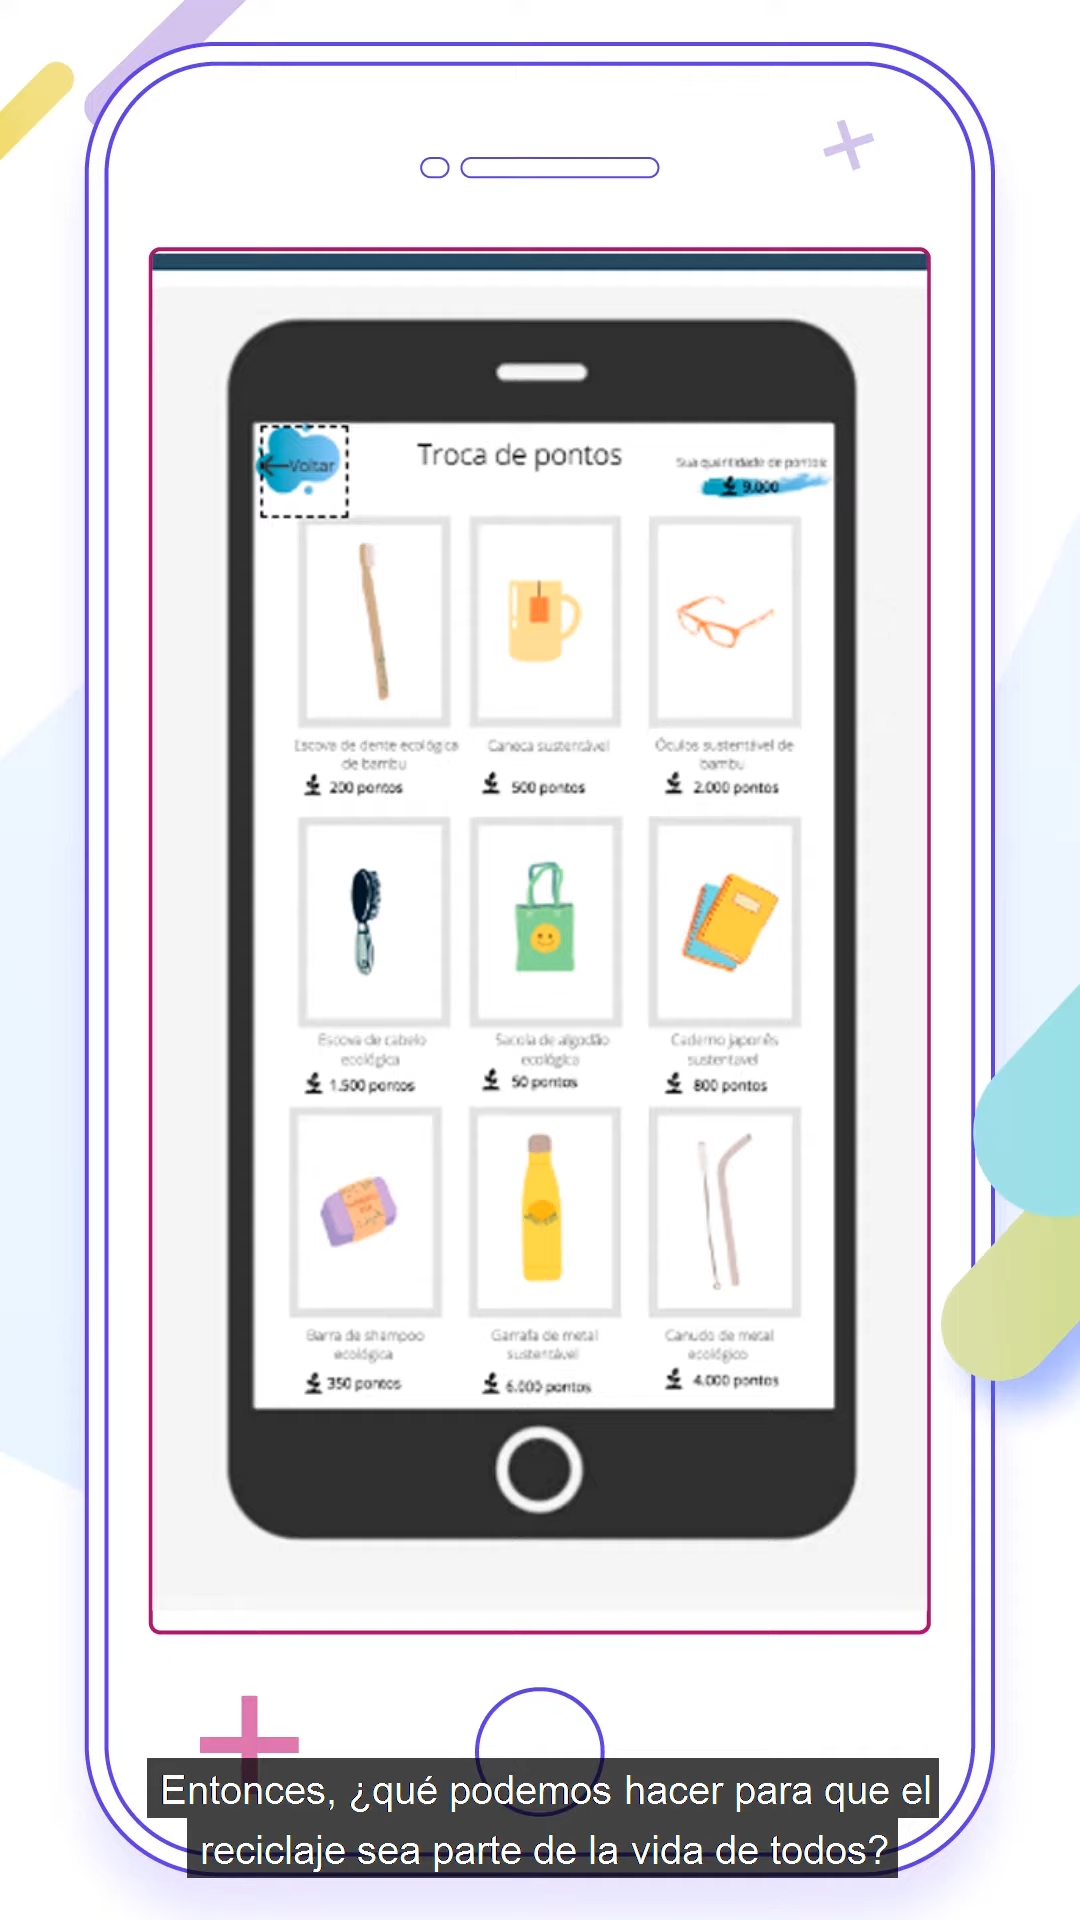 Voltar
Troca de pontos
Sua quantidade de pontos:
9.000
Escova de dente ecológica
de bambu
200 pontos
Caneca sustentável
500 pontos
Óculos sustentável de
bambu
2.000 pontos
Escova de cabelo
ecológica
1.500 pontos
Sacola de algodão
ecológica
50 pontos
Caderno japonês
sustentavel
800 pontos
Barra de shampoo
ecológica
350 pontos
Garrafa de metal
sustentável
6.000 pontos
Canudo de metal
ecológico
4.000 pontos
Entonces, ¿qué podemos hacer para que el
reciclaje sea parte de la vida de todos?